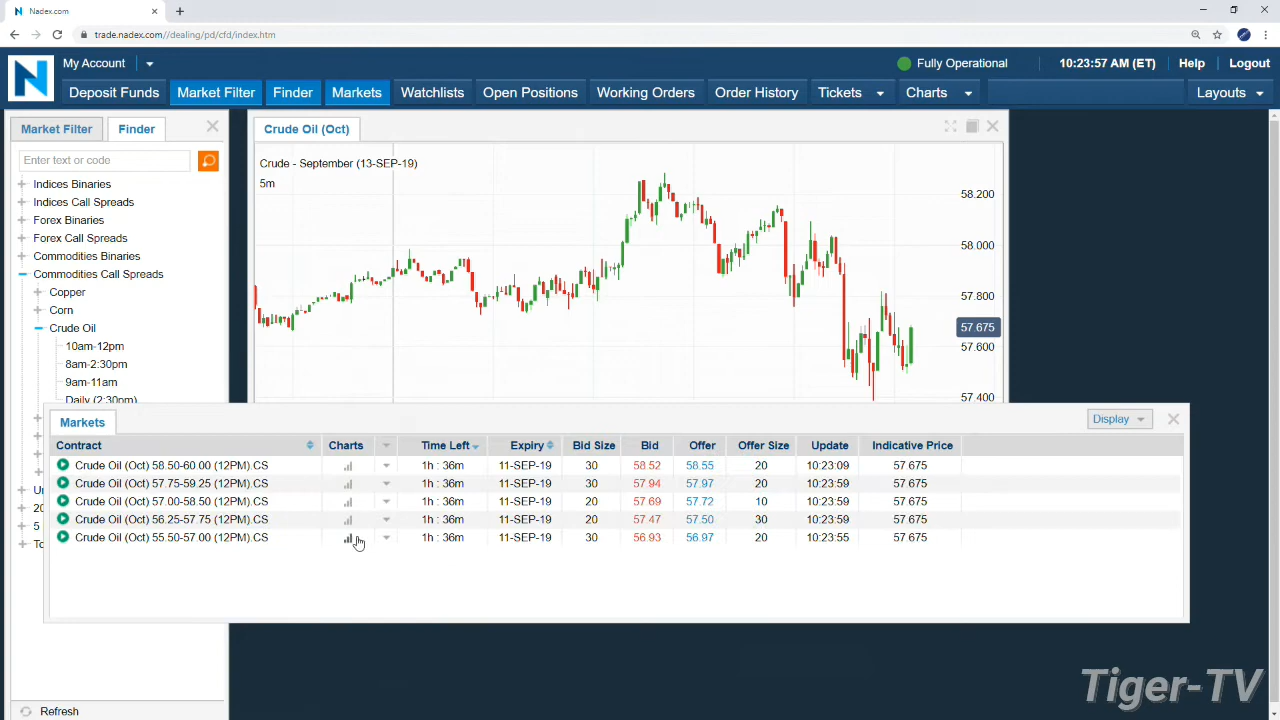 Nadex.com
trade.nadex.com//dealing/pd/cfd/index.htm
N
My Account
Fully Operational
10:23:57 AM (ET)
Help
Logout
Deposit Funds
Market Filter
Finder
Markets
Watchlists
Open Positions
Working Orders
Order History
Tickets
Charts
Layouts
Market Filter
Finder
Enter text or code
Indices Binaries
Indices Call Spreads
Forex Binaries
Forex Call Spreads
Commodities Binaries
Commodities Call Spreads
Copper
Corn
Crude Oil
10am-12pm
8am-2:30pm
9am-11am
Daily (2:30pm)
20
5
Refresh
Crude Oil (Oct)
Crude - September (13-SEP-19)
5m
58.200
58.000
57.800
57.675
57.600
57.400
Markets
Display
Contract Charts Time Left Expiry Bid Size Bid Offer Offer Size Update Indicative Price
Crude Oil (Oct) 58.50-60.00 (12PM).CS 1h : 36m 11-SEP-19 30 58.52 58.55 20 10:23:09 57.675
Crude Oil (Oct) 57.75-59.25 (12PM).CS 1h : 36m 11-SEP-19 30 57.94 57.97 20 10:23:59 57.675
Crude Oil (Oct) 57.00-58.50 (12PM).CS 1h : 36m 11-SEP-19 20 57.69 57.72 10 10:23:59 57.675
Crude Oil (Oct) 56.25-57.75 (12PM).CS 1h : 36m 11-SEP-19 20 57.47 57.50 30 10:23:59 57.675
Crude Oil (Oct) 55.50-57.00 (12PM).CS 1h : 36m 11-SEP-19 30 56.93 56.97 20 10:23:55 57.675
Tiger-TV